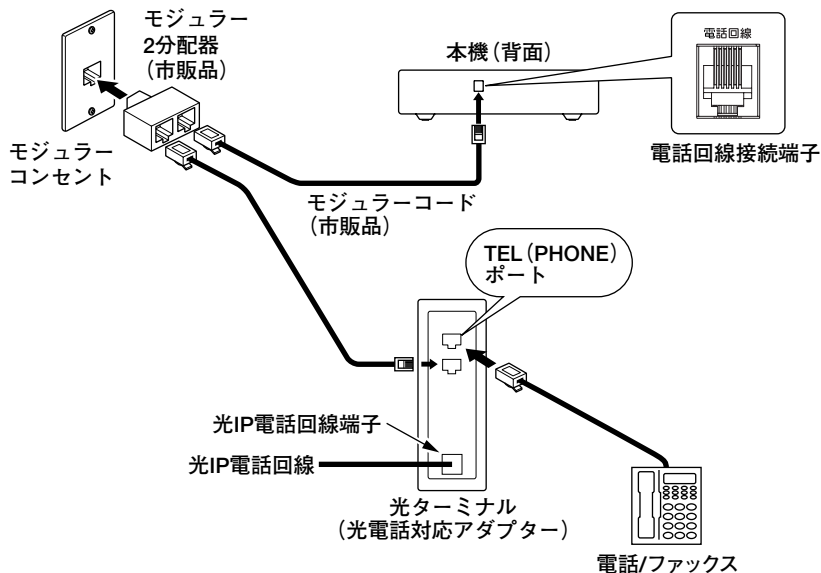 モジュラー
2分配器
（市販品）
本機（背面）
電話回線
電話回線接続端子
モジュラー
コンセント
モジュラーコード
（市販品）
TEL（PHONE）
ポート
光IP電話回線端子
光IP電話回線
光ターミナル
（光電話対応アダプター）
電話/ファックス